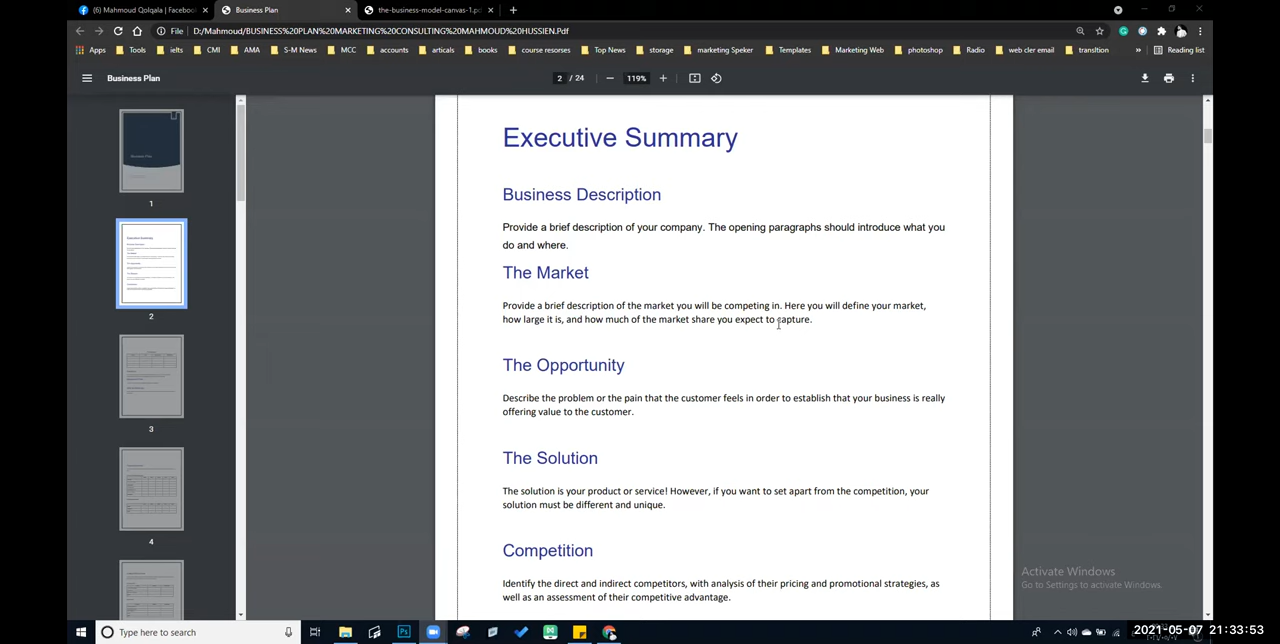 (6) Mahmoud Qolqala | Facebook
Business Plan
the-business-model-canvas-1.pd
File
D:/Mahmoud/BUSINESS%20PLAN%20MARKETING%20CONSULTING%20MAHMOUD%20HUSSIEN.Pdf
Apps Tools ielts CMI AMA S-M News MCC accounts articals books course resorses Top News storage marketing Speker Templates Marketing Web photoshop Radio web cler email transltion » Reading list
Business Plan
2 / 24
119%
1
2
3
4
Executive Summary
Business Description
Provide a brief description of your company. The opening paragraphs should introduce what you
do and where.
The Market
Provide a brief description of the market you will be competing in. Here you will define your market,
how large it is, and how much of the market share you expect to capture.
The Opportunity
Describe the problem or the pain that the customer feels in order to establish that your business is really
offering value to the customer.
The Solution
The solution is your product or service! However, if you want to set apart from the competition, your
solution must be different and unique.
Competition
Identify the direct and indirect competitors, with analysis of their pricing and promotional strategies, as
well as an assessment of their competitive advantage.
Activate Windows
Go to Settings to activate Windows.
Type here to search
2021-05-07 21:33:53